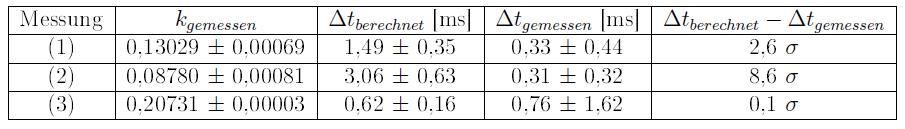 Messung k_gemessen Δt_berechnet [ms] Δt_gemessen [ms] Δt_berechnet − Δt_gemessen
(1) 0,13029 ± 0,00069 1,49 ± 0,35 0,33 ± 0,44 2,6 σ
(2) 0,08780 ± 0,00081 3,06 ± 0,63 0,31 ± 0,32 8,6 σ
(3) 0,20731 ± 0,00003 0,62 ± 0,16 0,76 ± 1,62 0,1 σ